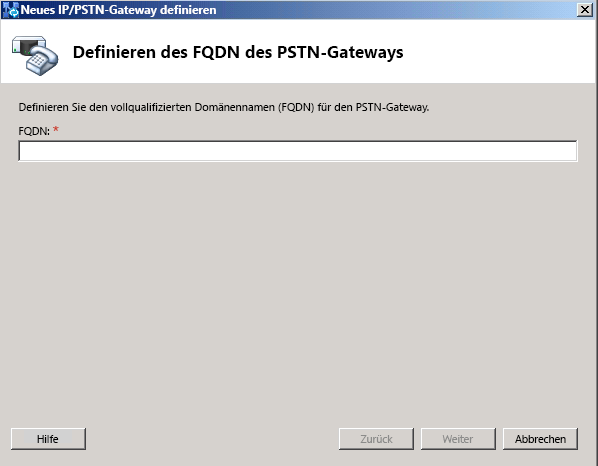 Neues IP/PSTN-Gateway definieren
Definieren des FQDN des PSTN-Gateways
Definieren Sie den vollqualifizierten Domänennamen (FQDN) für den PSTN-Gateway.
FQDN: *
Hilfe
Zurück
Weiter
Abbrechen